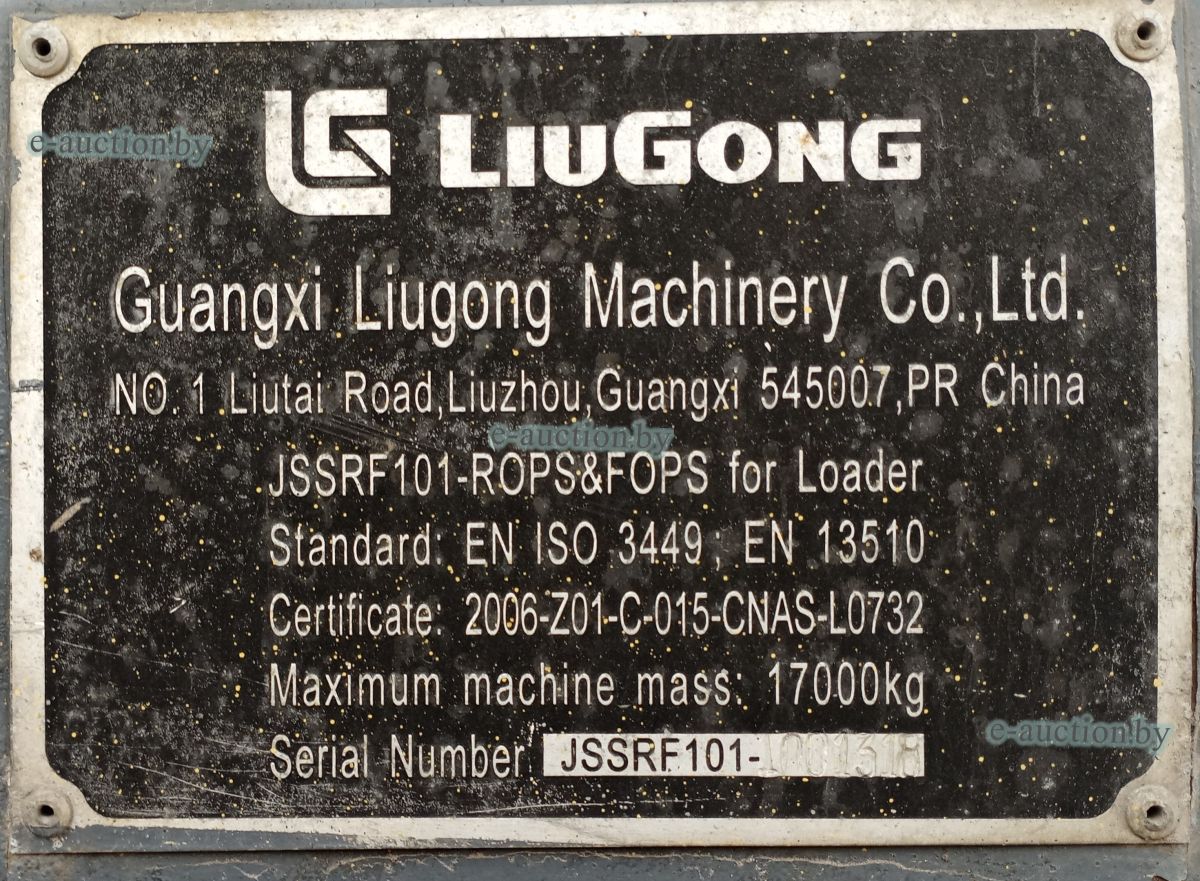 LG LIUGONG
Guangxi Liugong Machinery Co.,Ltd.
NO. 1 Liutai Road,Liuzhou,Guangxi 545007,PR China
JSSRF101-ROPS&FOPS for Loader
Standard: EN ISO 3449; EN 13510
Certificate: 2006-Z01-C-015-CNAS-L0732
Maximum machine mass: 17000kg
Serial Number: JSSRF101-
e-auction.by
e-auction.by
e-auction.by